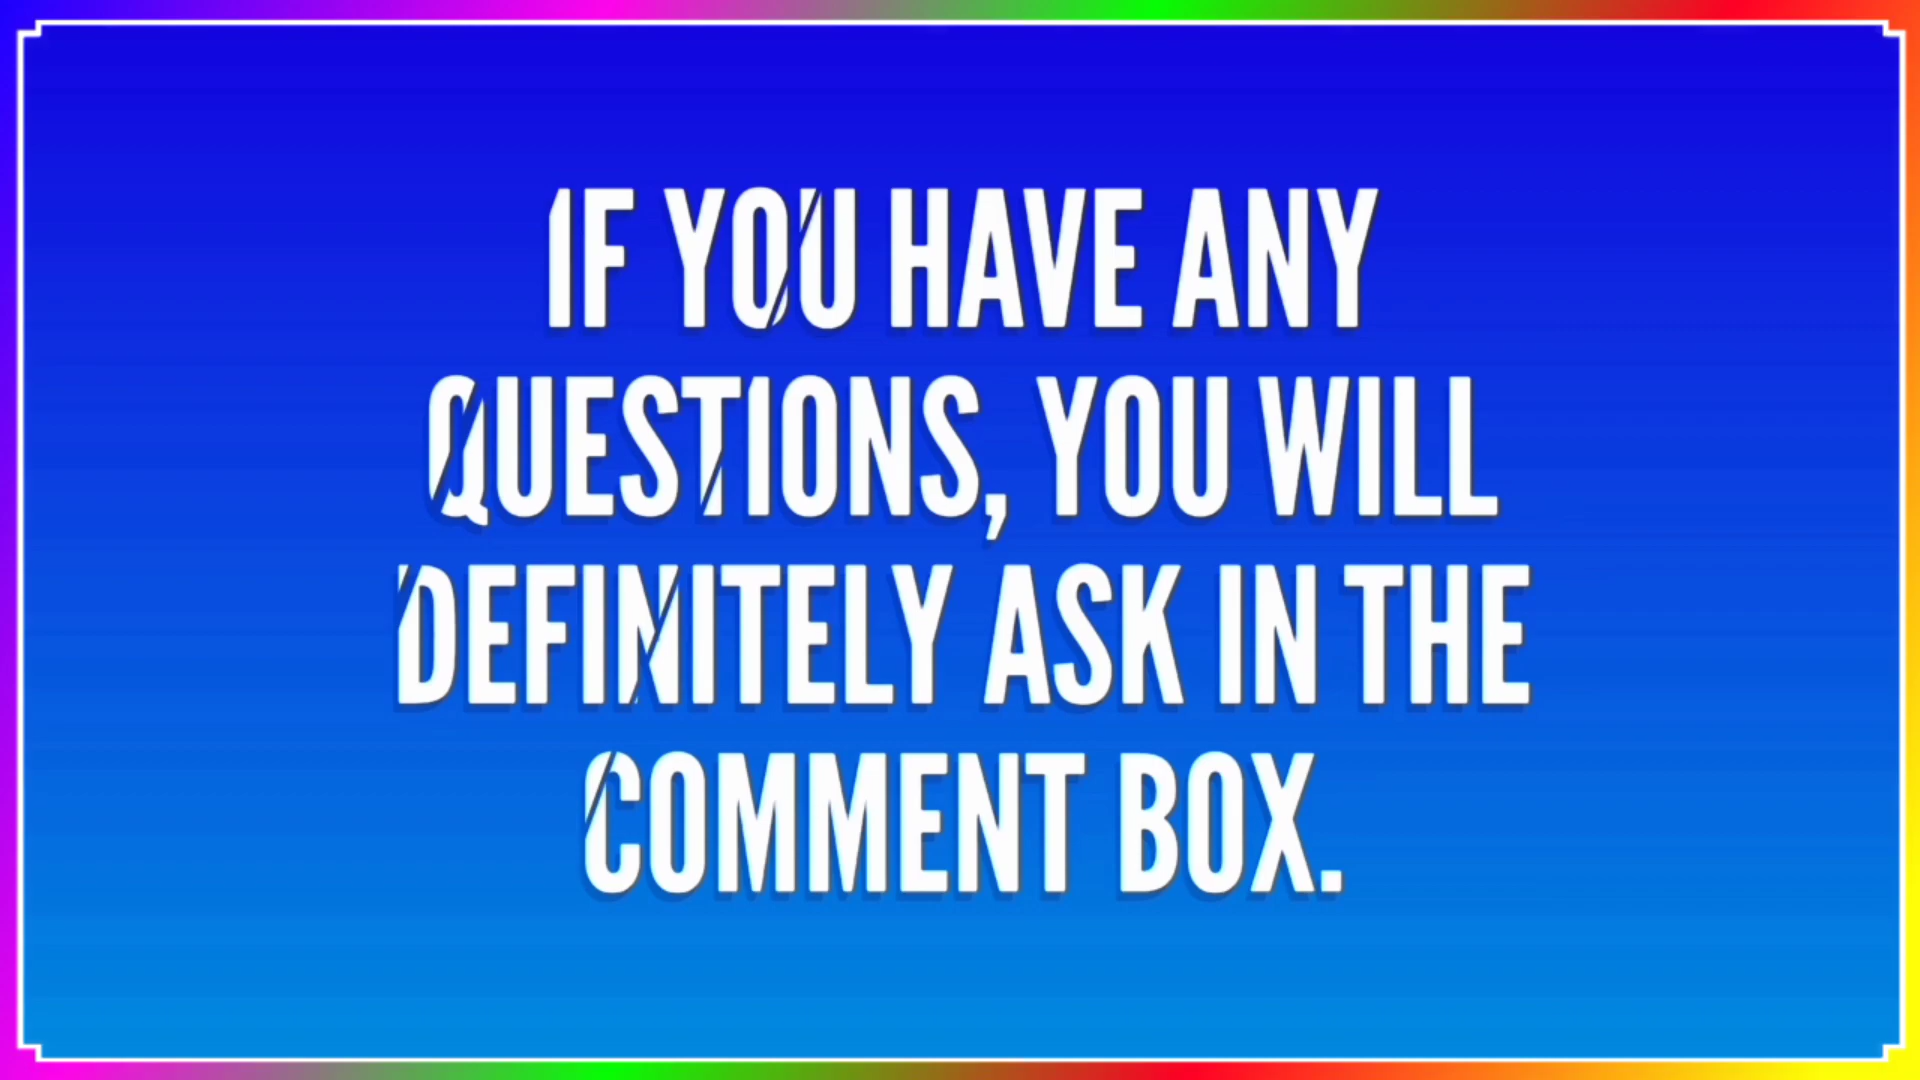 IF YOU HAVE ANY
QUESTIONS, YOU WILL
DEFINITELY ASK IN THE
COMMENT BOX.